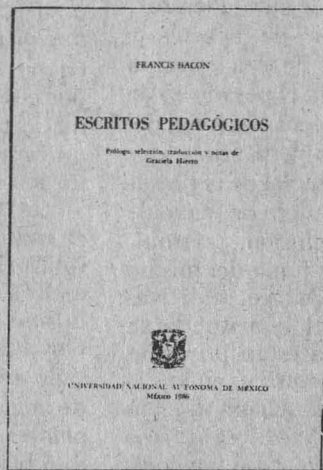 FRANCIS BACON
ESCRITOS PEDAGÓGICOS
Prólogo, selección, traducción y notas de
Graciela Hierro
UNIVERSIDAD NACIONAL AUTÓNOMA DE MÉXICO
México 1986